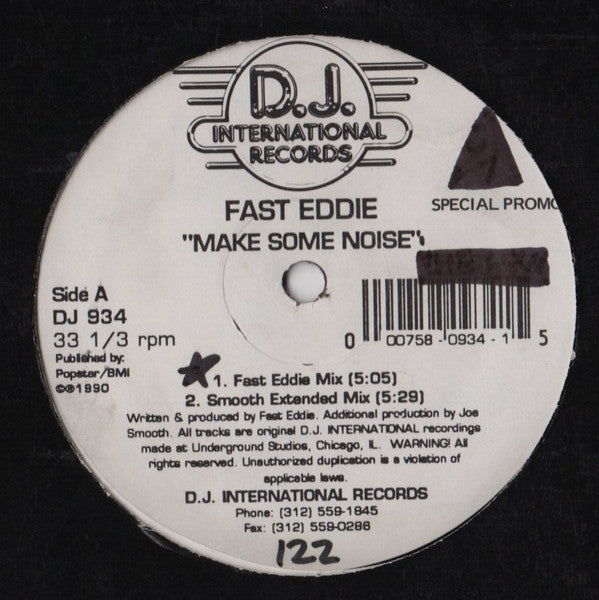 D.J.
INTERNATIONAL
RECORDS
FAST EDDIE
"MAKE SOME NOISE"
SPECIAL PROMO
Side A
DJ 934
33 1/3 rpm
Published by:
Popstar/BMI
©℗1990
0 00758-0934-1 5
1. Fast Eddie Mix (5:05)
2. Smooth Extended Mix (5:29)
Written & produced by Fast Eddie. Additional production by Joe
Smooth. All tracks are original D.J. INTERNATIONAL recordings
made at Underground Studios, Chicago, IL. WARNING! All
rights reserved. Unauthorized duplication is a violation of
applicable laws.
D.J. INTERNATIONAL RECORDS
Phone: (312) 559-1845
Fax: (312) 559-0286
122